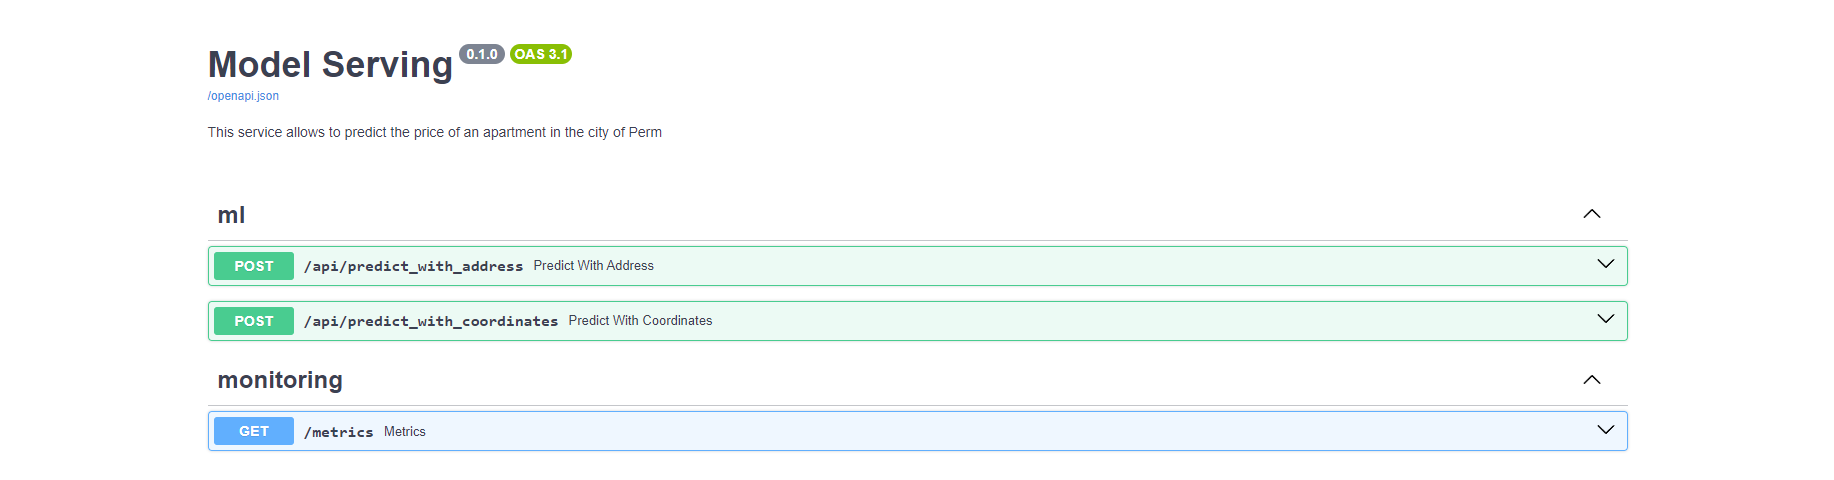 Model Serving 0.1.0 OAS 3.1
/openapi.json
This service allows to predict the price of an apartment in the city of Perm
ml
POST /api/predict_with_address Predict With Address
POST /api/predict_with_coordinates Predict With Coordinates
monitoring
GET /metrics Metrics